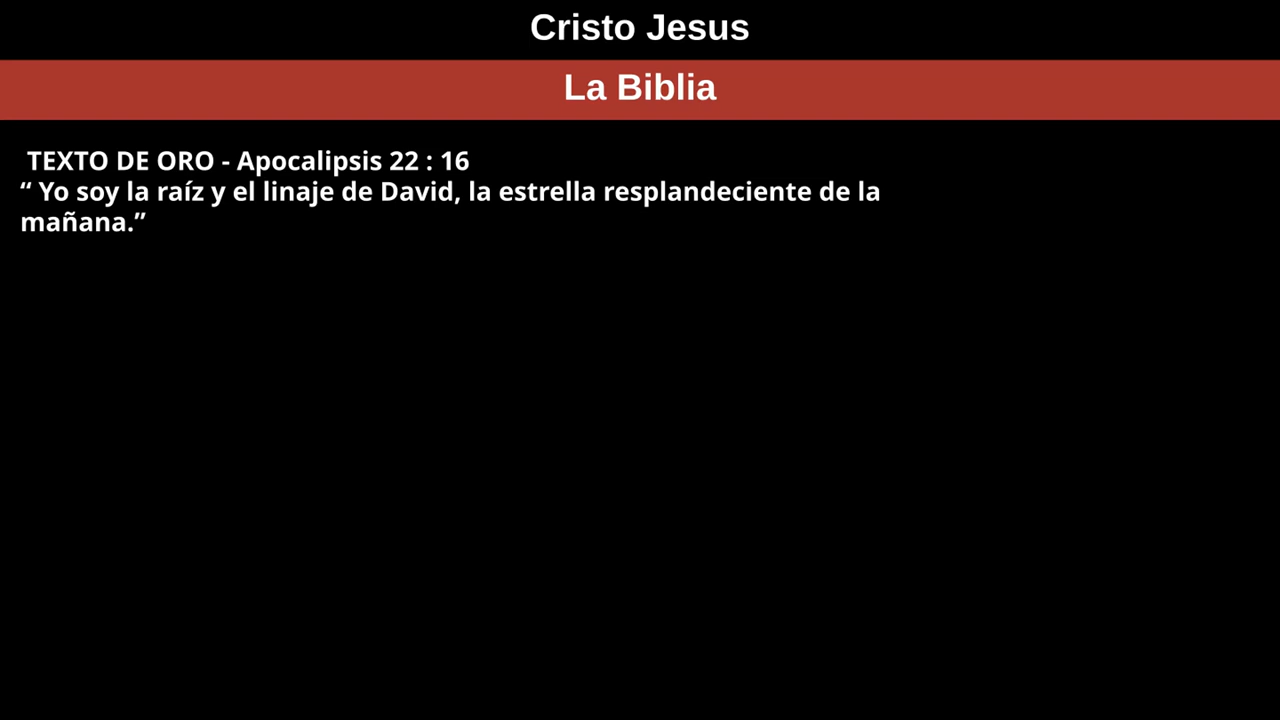 Cristo Jesus
La Biblia
TEXTO DE ORO - Apocalipsis 22 : 16
“ Yo soy la raíz y el linaje de David, la estrella resplandeciente de la
mañana.”